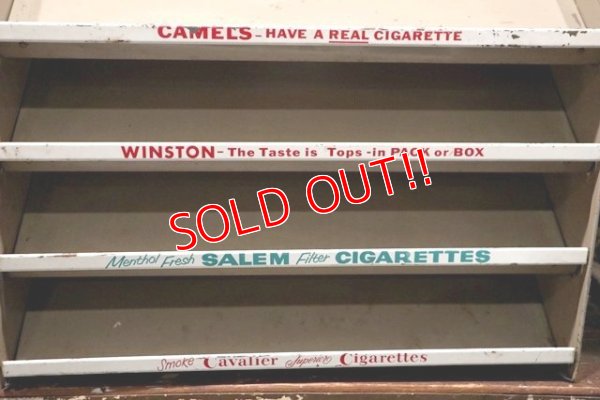 CAMELS - HAVE A REAL CIGARETTE
WINSTON - The Taste is Tops - in PACK or BOX
SOLD OUT!!
Menthol Fresh SALEM Filter CIGARETTES
Smoke Cavalier Superior Cigarettes